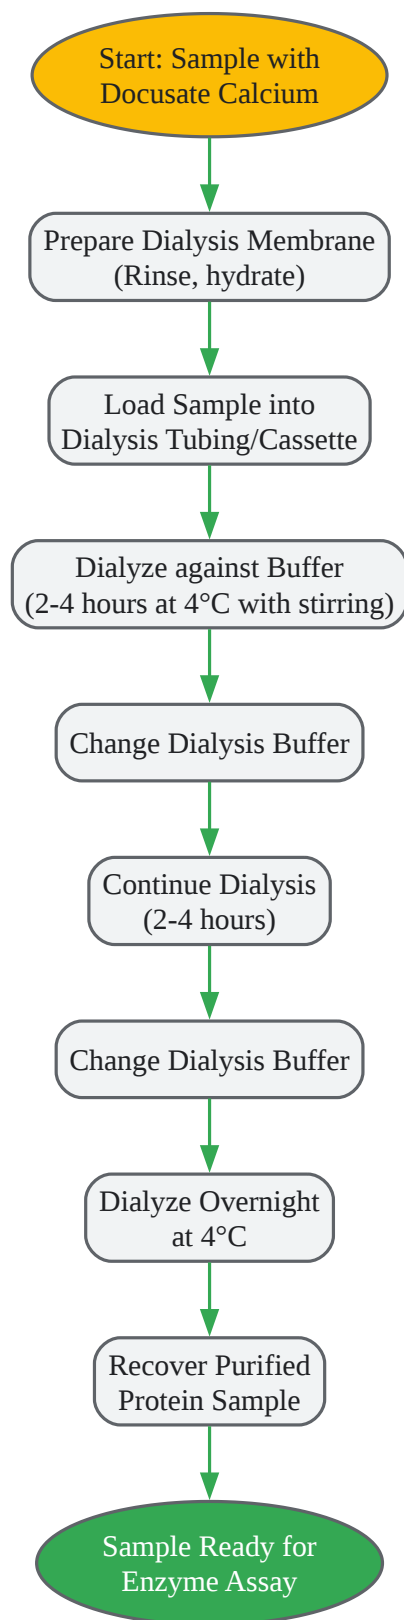 Start: Sample with
Docusate Calcium
Prepare Dialysis Membrane
(Rinse, hydrate)
Load Sample into
Dialysis Tubing/Cassette
Dialyze against Buffer
(2-4 hours at 4°C with stirring)
Change Dialysis Buffer
Continue Dialysis
(2-4 hours)
Change Dialysis Buffer
Dialyze Overnight
at 4°C
Recover Purified
Protein Sample
Sample Ready for
Enzyme Assay